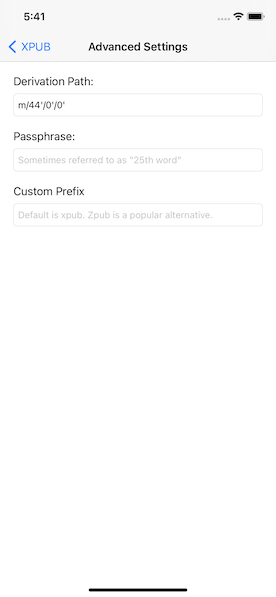 5:41
XPUB
Advanced Settings
Derivation Path:
m/44'/0'/0'
Passphrase:
Sometimes referred to as "25th word"
Custom Prefix
Default is xpub. Zpub is a popular alternative.